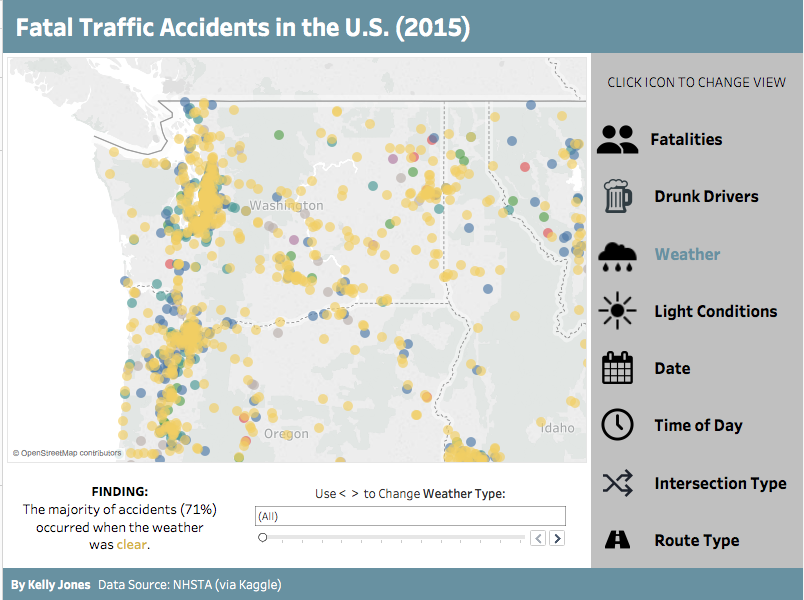 Fatal Traffic Accidents in the U.S. (2015)
CLICK ICON TO CHANGE VIEW
Fatalities
Drunk Drivers
Weather
Light Conditions
Date
Time of Day
Intersection Type
Route Type
Washington
Oregon
Idaho
© OpenStreetMap contributors
FINDING:
The majority of accidents (71%)
occurred when the weather
was clear.
Use < > to Change Weather Type:
(All)
< >
By Kelly Jones Data Source: NHSTA (via Kaggle)